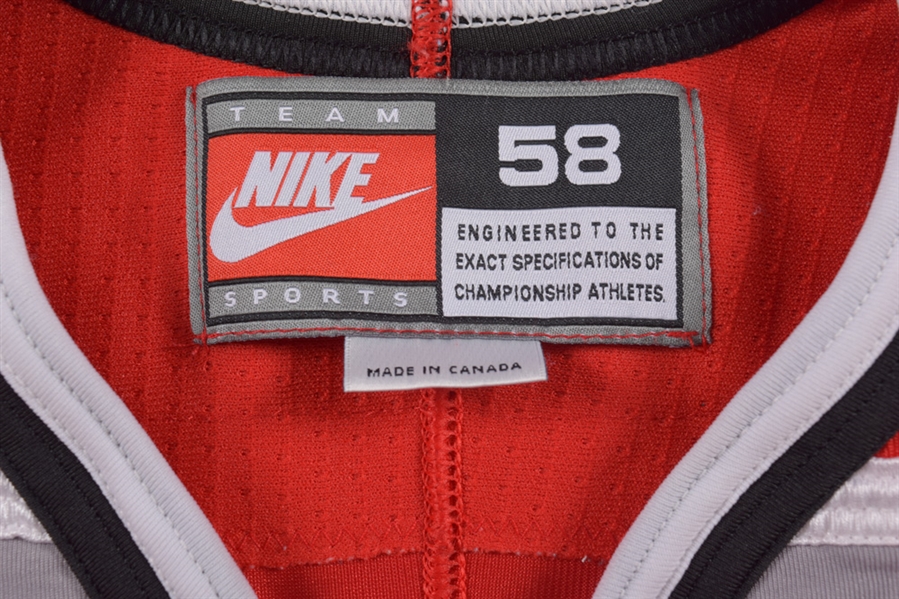 TEAM
NIKE
SPORTS
58
ENGINEERED TO THE
EXACT SPECIFICATIONS OF
CHAMPIONSHIP ATHLETES.
MADE IN CANADA